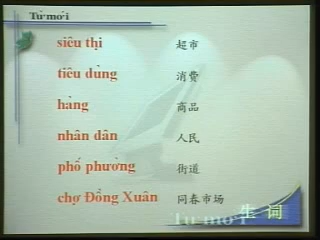 Từ mới
siêu thị 超市
tiêu dùng 消费
hàng 商品
nhân dân 人民
phố phường 街道
chợ Đồng Xuân 同春市场
生 词
Từ mới